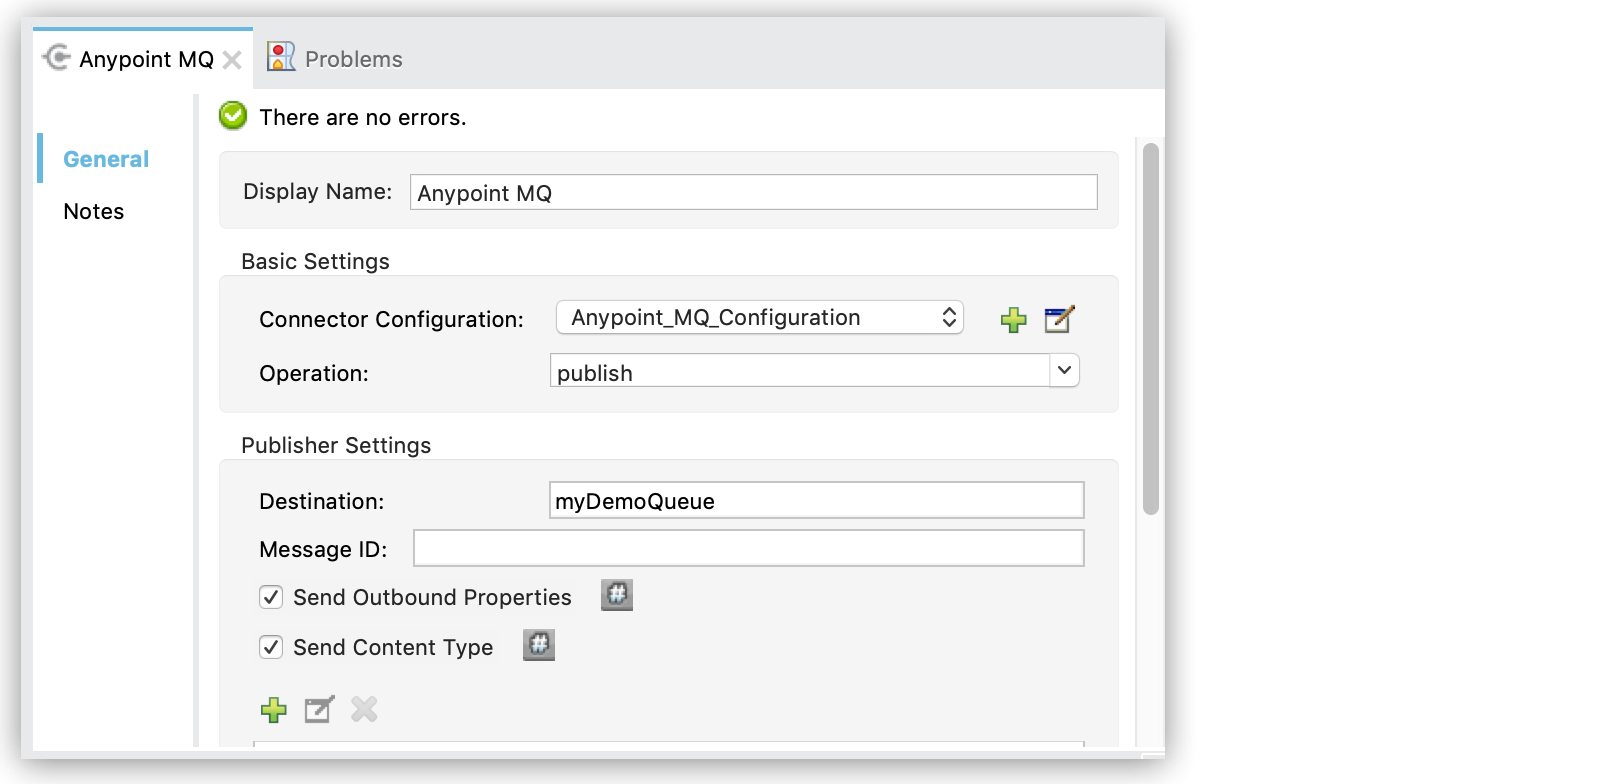 Anypoint MQ
Problems
There are no errors.
General
Notes
Display Name: Anypoint MQ
Basic Settings
Connector Configuration: Anypoint_MQ_Configuration
Operation: publish
Publisher Settings
Destination: myDemoQueue
Message ID:
Send Outbound Properties #
Send Content Type #